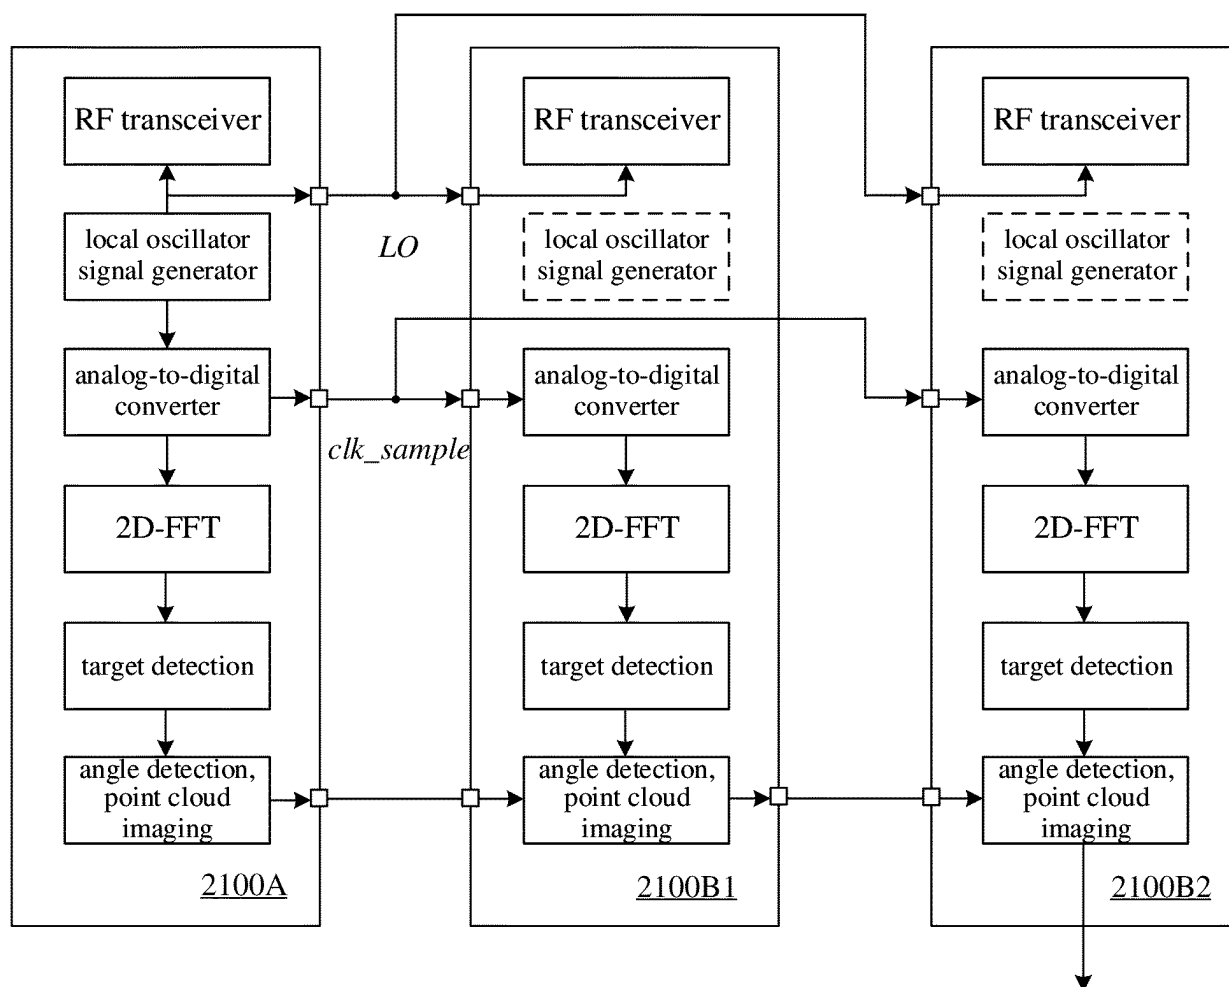 RF transceiver
local oscillator
signal generator
analog-to-digital
converter
2D-FFT
target detection
angle detection,
point cloud
imaging
2100A
LO
clk_sample
RF transceiver
local oscillator
signal generator
analog-to-digital
converter
2D-FFT
target detection
angle detection,
point cloud
imaging
2100B1
RF transceiver
local oscillator
signal generator
analog-to-digital
converter
2D-FFT
target detection
angle detection,
point cloud
imaging
2100B2